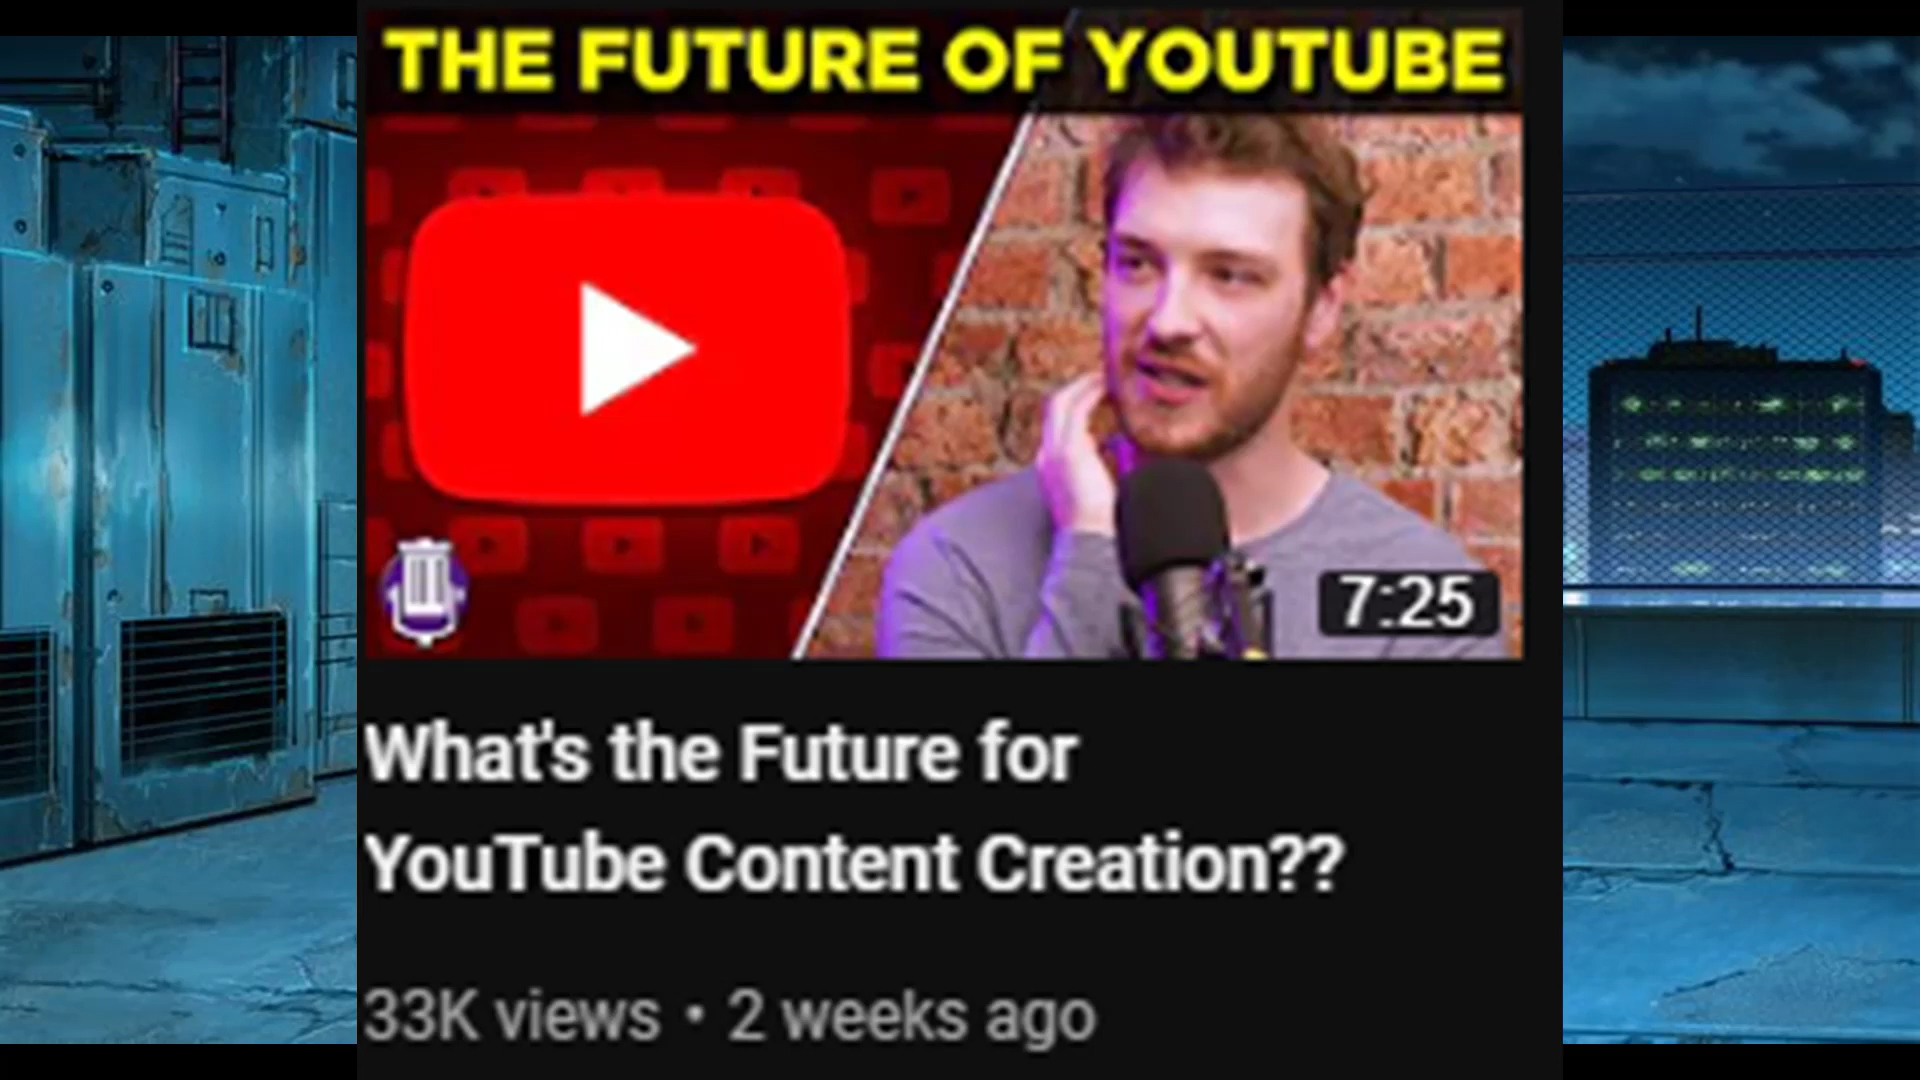 THE FUTURE OF YOUTUBE
7:25
What's the Future for
YouTube Content Creation??
33K views • 2 weeks ago